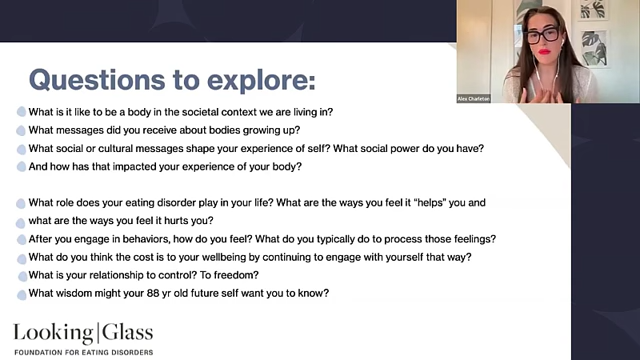 Questions to explore:
What is it like to be a body in the societal context we are living in?
What messages did you receive about bodies growing up?
What social or cultural messages shape your experience of self? What social power do you have?
And how has that impacted your experience of your body?
What role does your eating disorder play in your life? What are the ways you feel it “helps” you and
what are the ways you feel it hurts you?
After you engage in behaviors, how do you feel? What do you typically do to process those feelings?
What do you think the cost is to your wellbeing by continuing to engage with yourself that way?
What is your relationship to control? To freedom?
What wisdom might your 88 yr old future self want you to know?
Looking|Glass
FOUNDATION FOR EATING DISORDERS
Alex Charleton